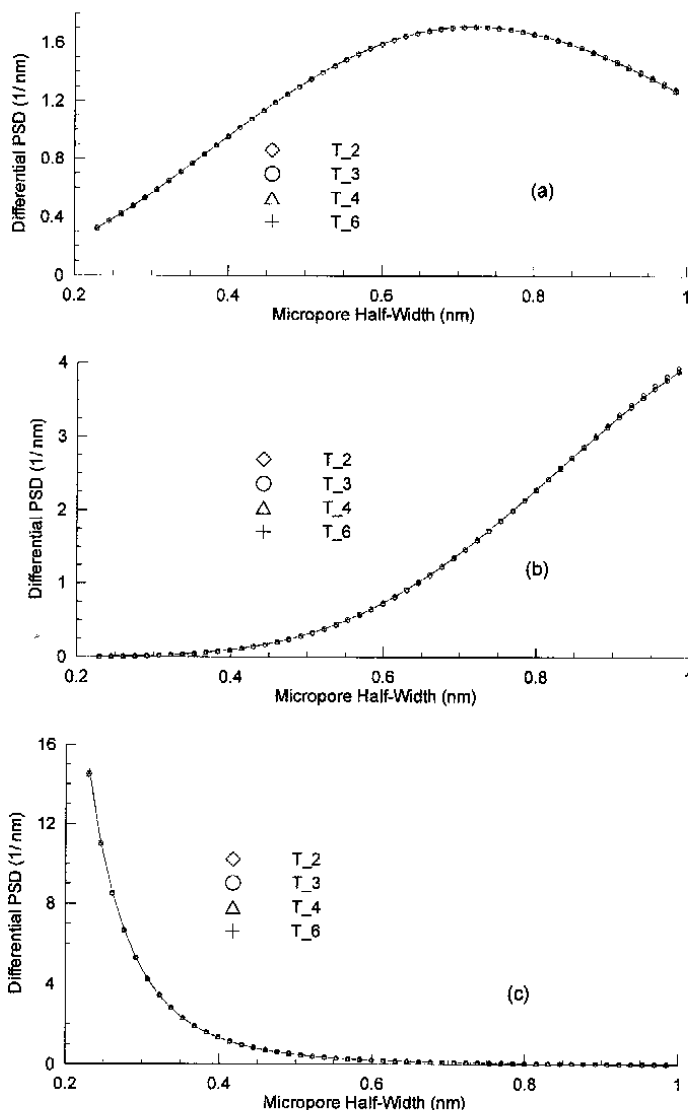 Differential PSD (1/nm)
1.6
1.2
0.8
0.4
0
T_2
T_3
T_4
T_6
(a)
0.2
0.4
0.6
0.8
1
Micropore Half-Width (nm)
Differential PSD (1/nm)
4
3
2
1
0
T_2
T_3
T_4
T_6
(b)
0.2
0.4
0.6
0.8
1
Micropore Half-Width (nm)
Differential PSD (1/nm)
16
12
8
4
0
T_2
T_3
T_4
T_6
(c)
0.2
0.4
0.6
0.8
1
Micropore Half-Width (nm)